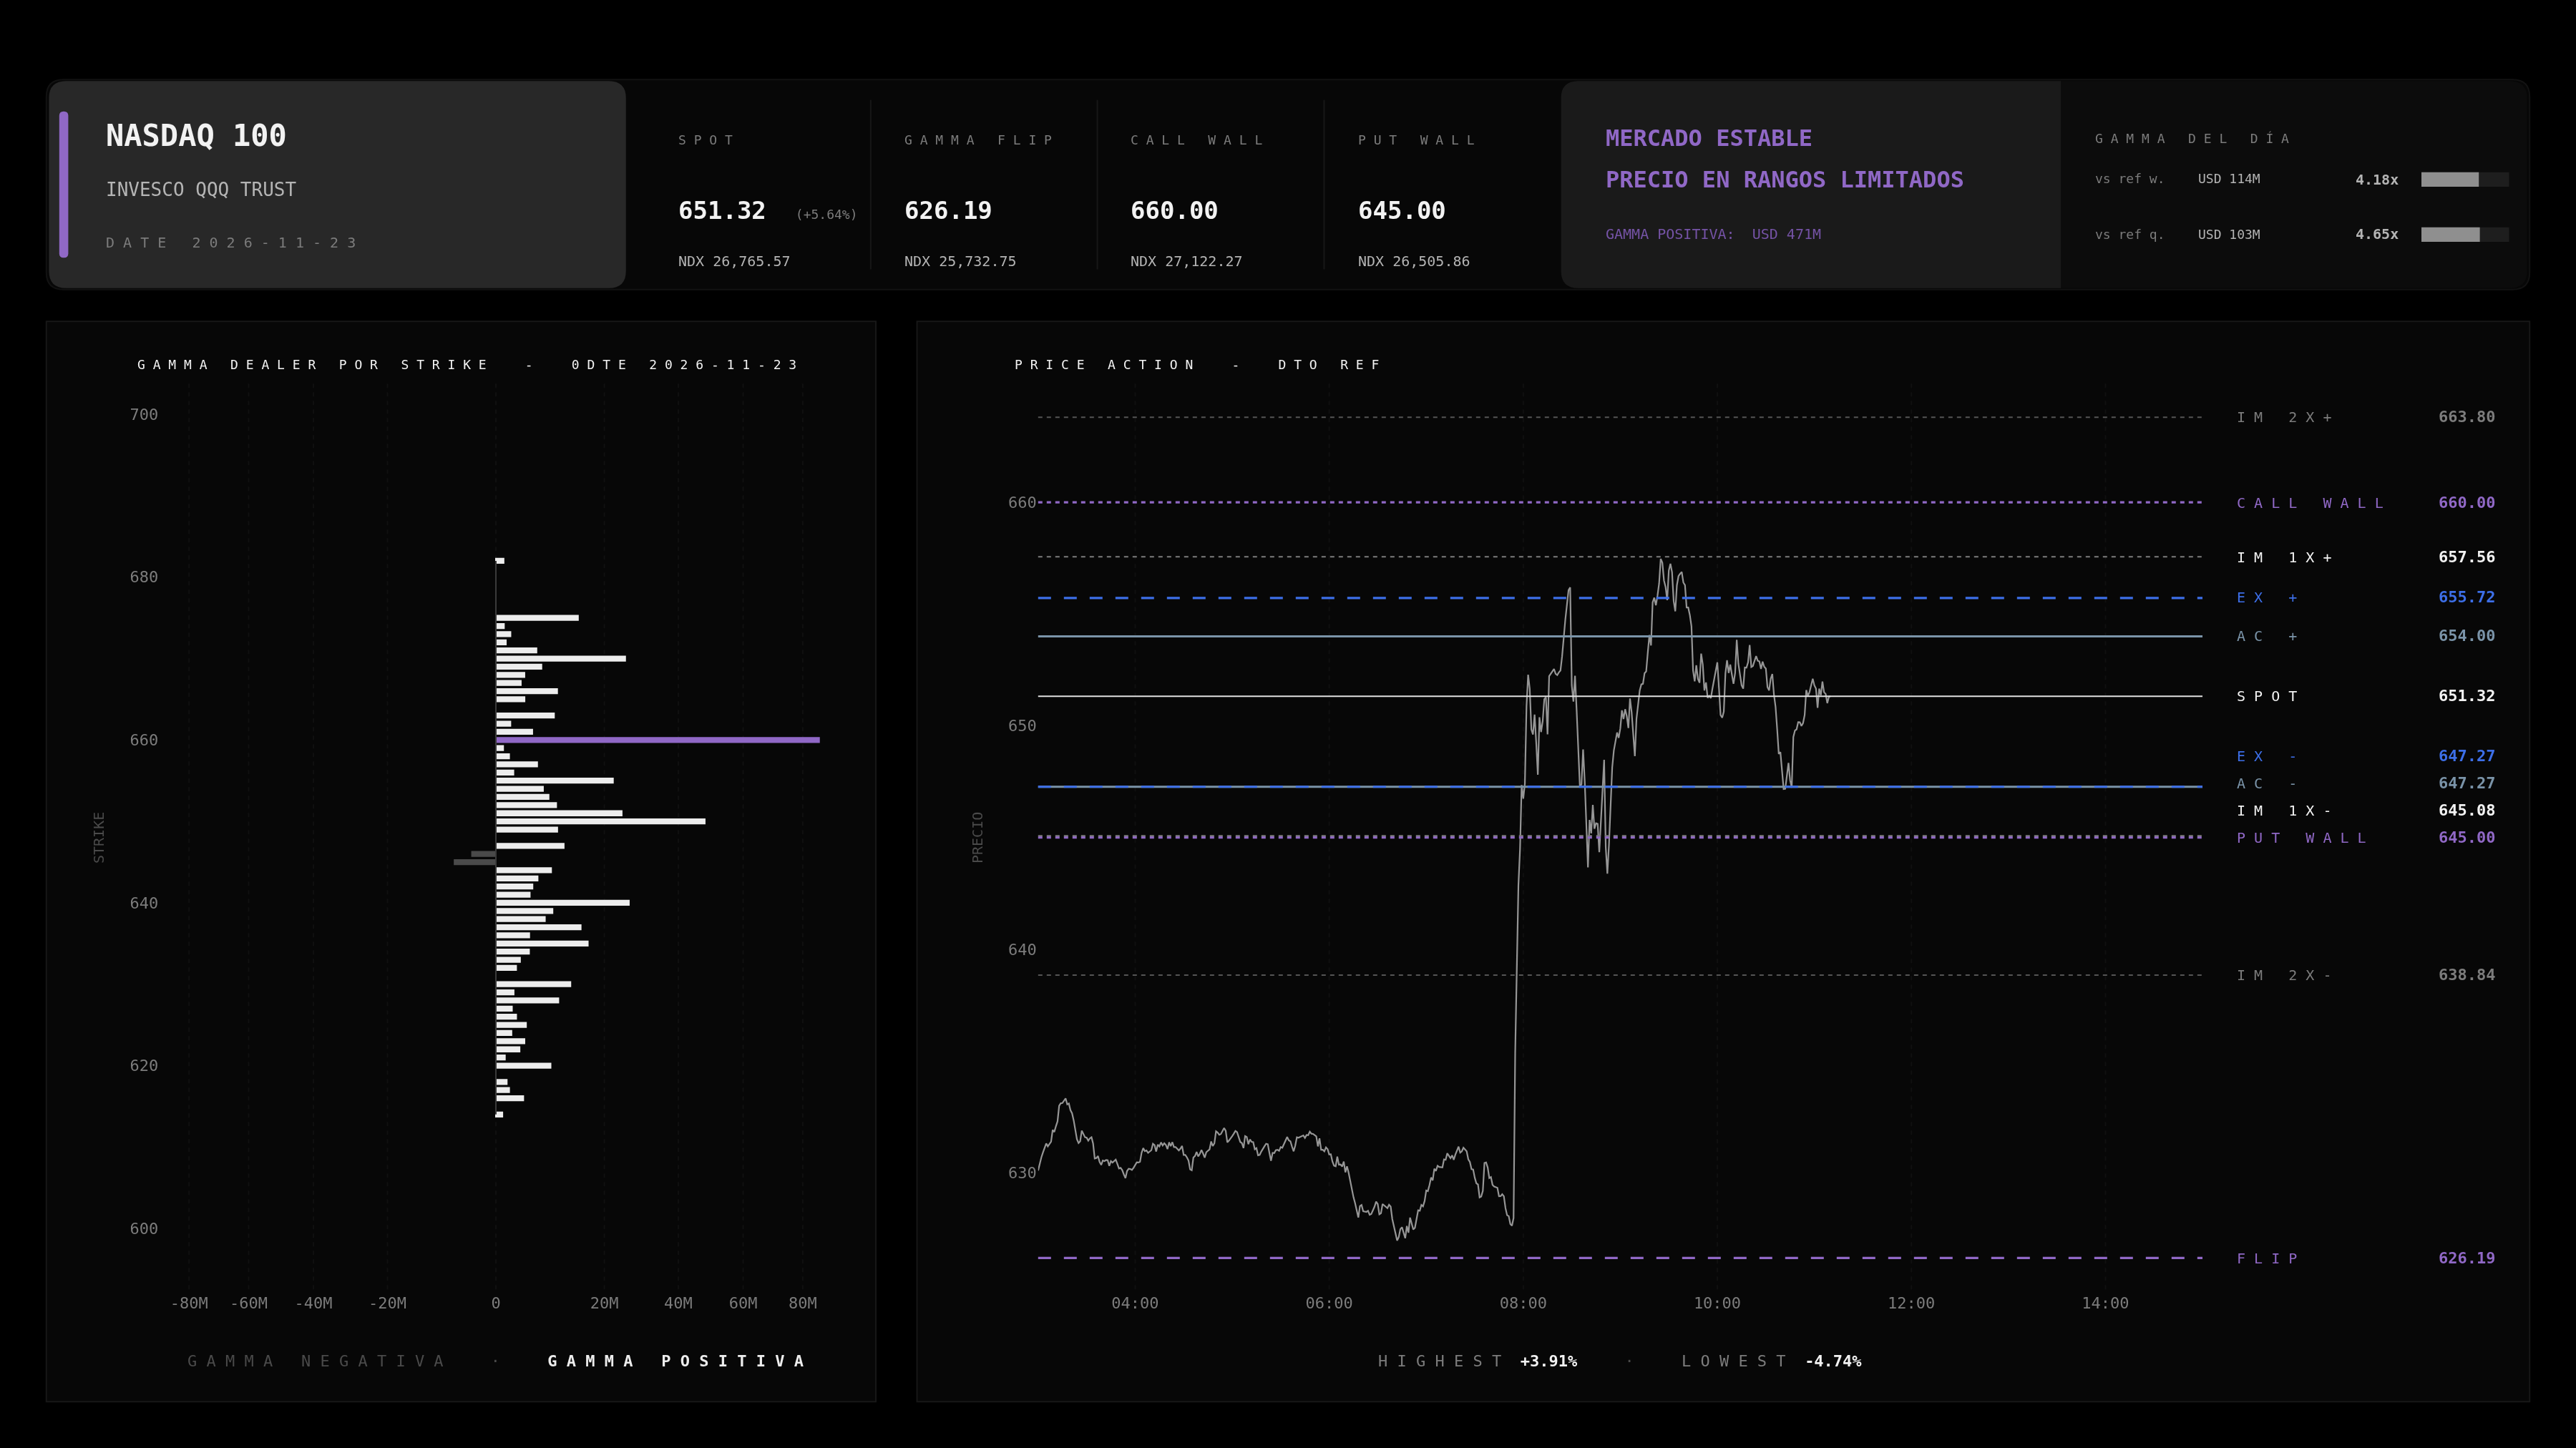 NASDAQ 100
INVESCO QQQ TRUST
DATE 2026-11-23
SPOT
651.32 (+5.64%)
NDX 26,765.57
GAMMA FLIP
626.19
NDX 25,732.75
CALL WALL
660.00
NDX 27,122.27
PUT WALL
645.00
NDX 26,505.86
MERCADO ESTABLE
PRECIO EN RANGOS LIMITADOS
GAMMA POSITIVA: USD 471M
GAMMA DEL DÍA
vs ref w. USD 114M 4.18x
vs ref q. USD 103M 4.65x
GAMMA DEALER POR STRIKE - 0DTE 2026-11-23
STRIKE
700
680
660
640
620
600
-80M -60M -40M -20M 0 20M 40M 60M 80M
GAMMA NEGATIVA · GAMMA POSITIVA
PRICE ACTION - DTO REF
PRECIO
660
650
640
630
IM 2X+ 663.80
CALL WALL 660.00
IM 1X+ 657.56
EX + 655.72
AC + 654.00
SPOT 651.32
EX - 647.27
AC - 647.27
IM 1X- 645.08
PUT WALL 645.00
IM 2X- 638.84
FLIP 626.19
04:00 06:00 08:00 10:00 12:00 14:00
HIGHEST +3.91% · LOWEST -4.74%